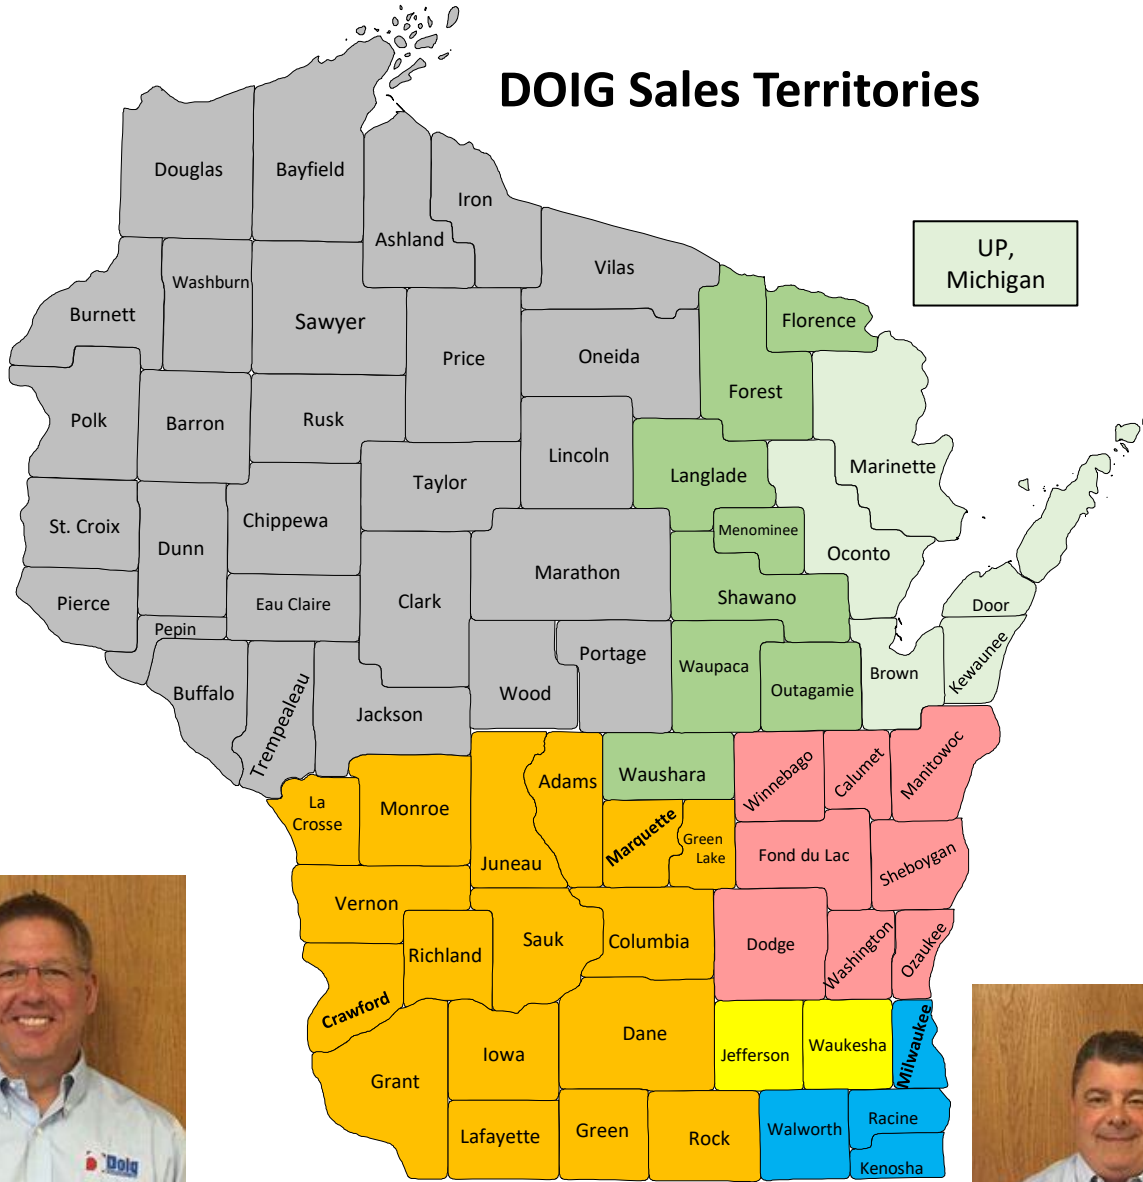 DOIG Sales Territories
UP,
Michigan
Douglas
Bayfield
Iron
Ashland
Vilas
Washburn
Burnett
Sawyer
Florence
Price
Oneida
Forest
Polk
Barron
Rusk
Lincoln
Marinette
Taylor
Langlade
St. Croix
Chippewa
Menominee
Dunn
Oconto
Marathon
Pierce
Eau Claire
Clark
Shawano
Door
Pepin
Portage
Waupaca
Kewaunee
Buffalo
Wood
Outagamie
Brown
Trempealeau
Jackson
Waushara
Winnebago
Calumet
Manitowoc
Adams
La
Crosse
Monroe
Juneau
Marquette
Green
Lake
Fond du Lac
Sheboygan
Vernon
Richland
Sauk
Columbia
Dodge
Washington
Ozaukee
Crawford
Dane
Iowa
Jefferson
Waukesha
Milwaukee
Grant
Lafayette
Green
Rock
Walworth
Racine
Kenosha
Doig